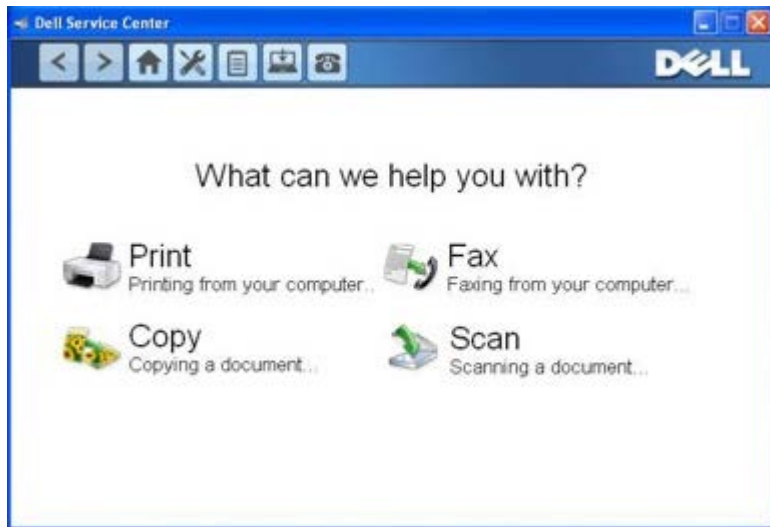 Dell Service Center
DELL
What can we help you with?
Print
Printing from your computer..
Fax
Faxing from your computer...
Copy
Copying a document...
Scan
Scanning a document...